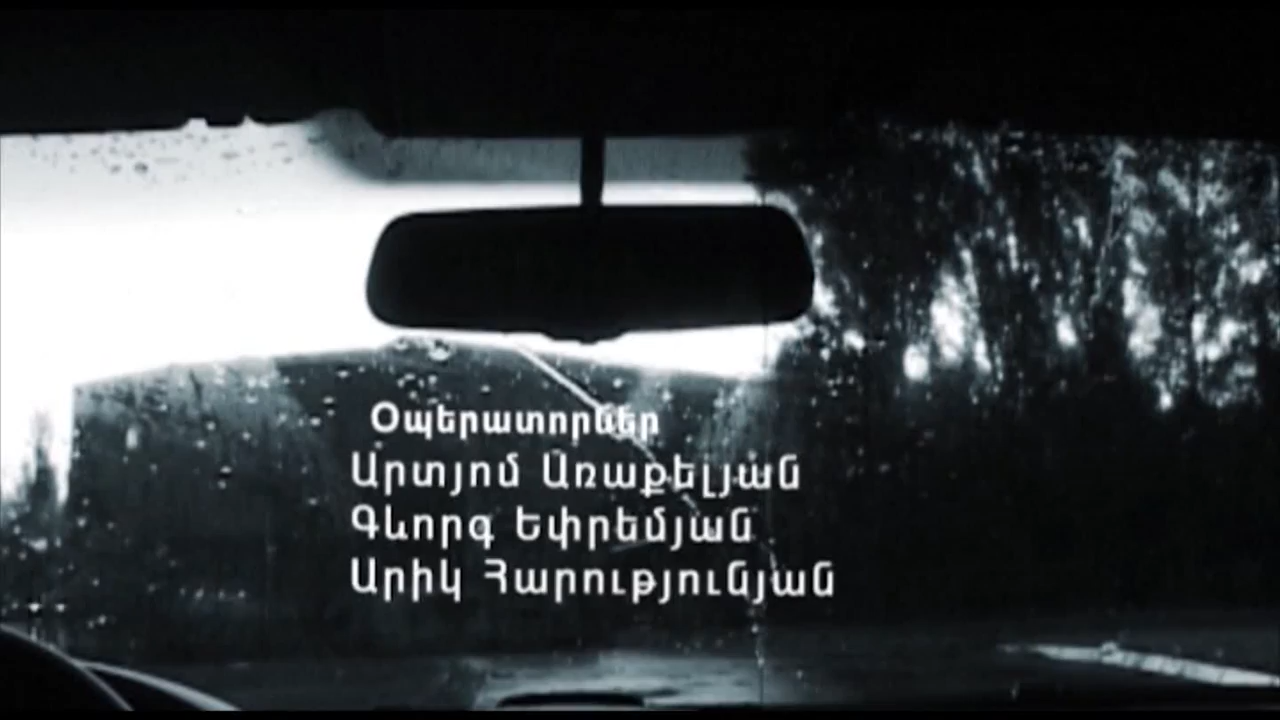 Օպերատորներ
Արտյոմ Առաքելյան
Գևորգ Եփրեմյան
Արիկ Հարությունյան